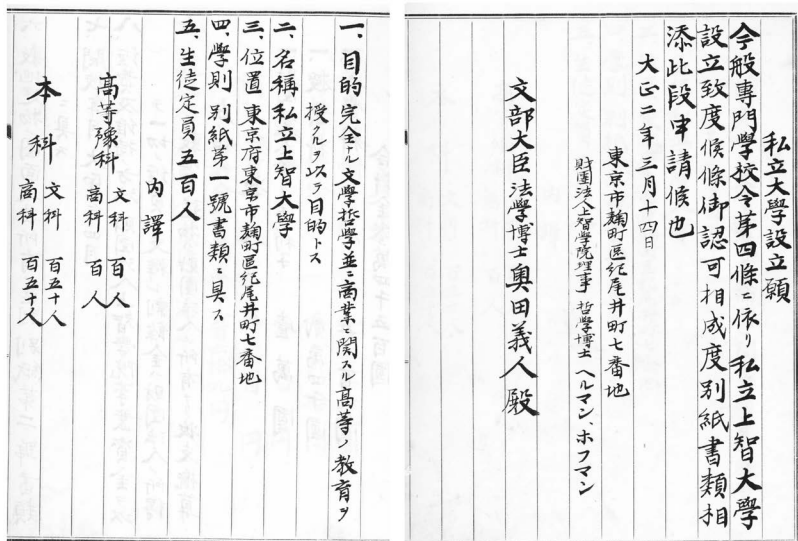 私立大學設立願
今般專門學校令第四條ニ依リ私立上智大學
設立致度候條御認可相成度別紙書類相
添此段申請候也
大正二年三月十四日
東京市麹町區紀尾井町七番地
財團法人上智學院理事 哲學博士 ヘルマン、ホフマン
文部大臣法學博士奧田義人殿
一、目的 完全ナル文學哲學並ニ商業ニ関スル高等ノ教育ヲ
授クルヲ以テ目的トス
二、名稱 私立上智大學
三、位置 東京府東京市麹町區紀尾井町七番地
四、學則 別紙第一號書類ニ具ス
五、生徒定員 五百人
内譯
高等豫科 文科 百人
商科 百人
本科 文科 百五十人
商科 百五十人